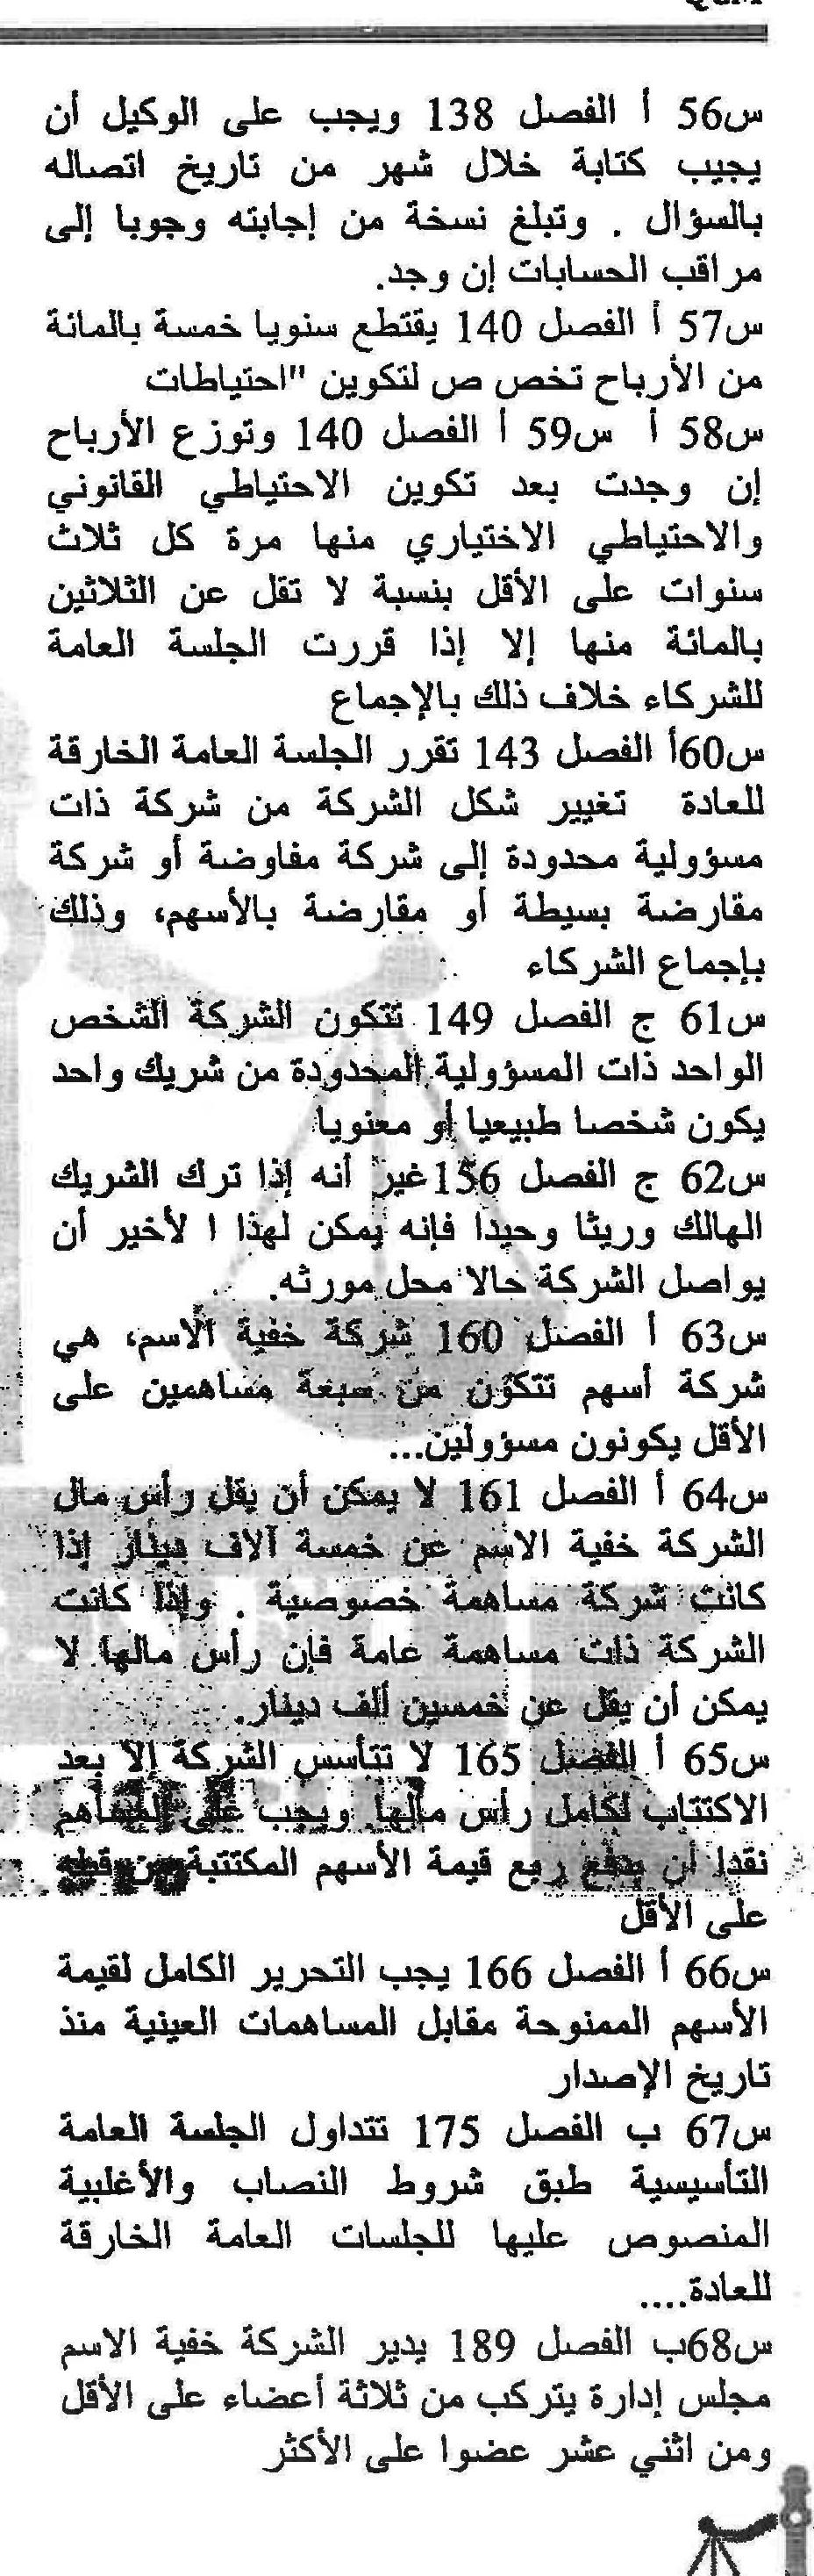 س56 أ الفصل 138 ويجب على الوكيل أن
يجيب كتابة خلال شهر من تاريخ اتصاله
بالسؤال . وتبلغ نسخة من إجابته وجوبا إلى
مراقب الحسابات إن وجد.
س57 أ الفصل 140 يقتطع سنويا خمسة بالمائة
من الأرباح تخص ص لتكوين "احتياطات
س58 أ س59 أ الفصل 140 وتوزع الأرباح
إن وجدت بعد تكوين الاحتياطي القانوني
والاحتياطي الاختياري منها مرة كل ثلاث
سنوات على الأقل بنسبة لا تقل عن الثلاثين
بالمائة منها إلا إذا قررت الجلسة العامة
للشركاء خلاف ذلك بالإجماع
س60أ الفصل 143 تقرر الجلسة العامة الخارقة
للعادة تغيير شكل الشركة من شركة ذات
مسؤولية محدودة إلى شركة مفاوضة أو شركة
مقارضة بسيطة أو مقارضة بالأسهم، وذلك
بإجماع الشركاء
س61 ج الفصل 149 تتكون الشركة الشخص
الواحد ذات المسؤولية المحدودة من شريك واحد
يكون شخصا طبيعيا أو معنويا
س62 ج الفصل 156غير أنه إذا ترك الشريك
الهالك وريثا وحيدا فإنه يمكن لهذا ا لأخير أن
يواصل الشركة حالا محل مورثه.
س63 أ الفصل 160 شركة خفية الاسم، هي
شركة أسهم تتكون من سبعة مساهمين على
الأقل يكونون مسؤولين...
س64 أ الفصل 161 لا يمكن أن يقل رأس مال
الشركة خفية الاسم عن خمسة آلاف دينار إذا
كانت شركة مساهمة خصوصية . وإذا كانت
الشركة ذات مساهمة عامة فإن رأس مالها لا
يمكن أن يقل عن خمسين ألف دينار.
س65 أ الفصل 165 لا تتأسس الشركة إلا بعد
الاكتتاب لكامل رأس مالها. ويجب على المساهم
نقدا أن يدفع ربع قيمة الأسهم المكتتبة من قبله
على الأقل
س66 أ الفصل 166 يجب التحرير الكامل لقيمة
الأسهم الممنوحة مقابل المساهمات العينية منذ
تاريخ الإصدار
س67 ب الفصل 175 تتداول الجلسة العامة
التأسيسية طبق شروط النصاب والأغلبية
المنصوص عليها للجلسات العامة الخارقة
للعادة....
س68ب الفصل 189 يدير الشركة خفية الاسم
مجلس إدارة يتركب من ثلاثة أعضاء على الأقل
ومن اثني عشر عضوا على الأكثر